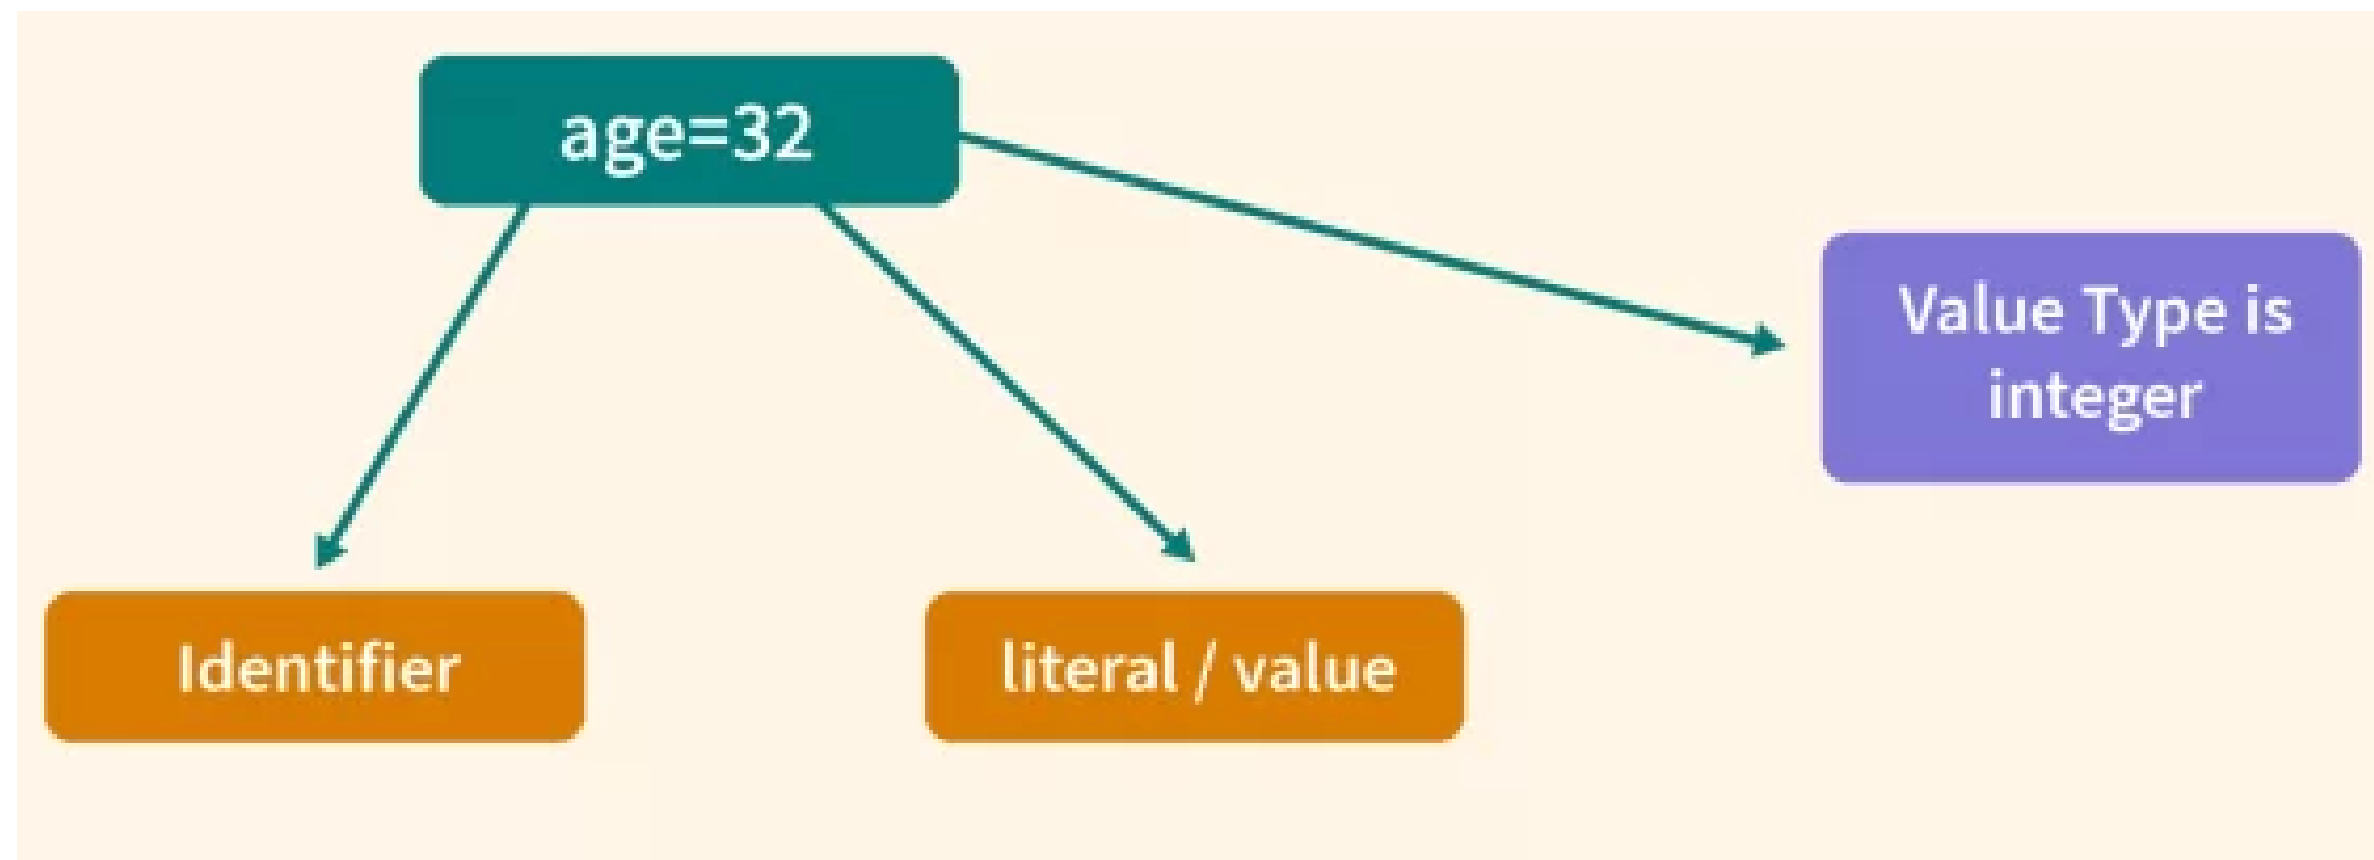 age=32
Value Type is
integer
Identifier
literal / value